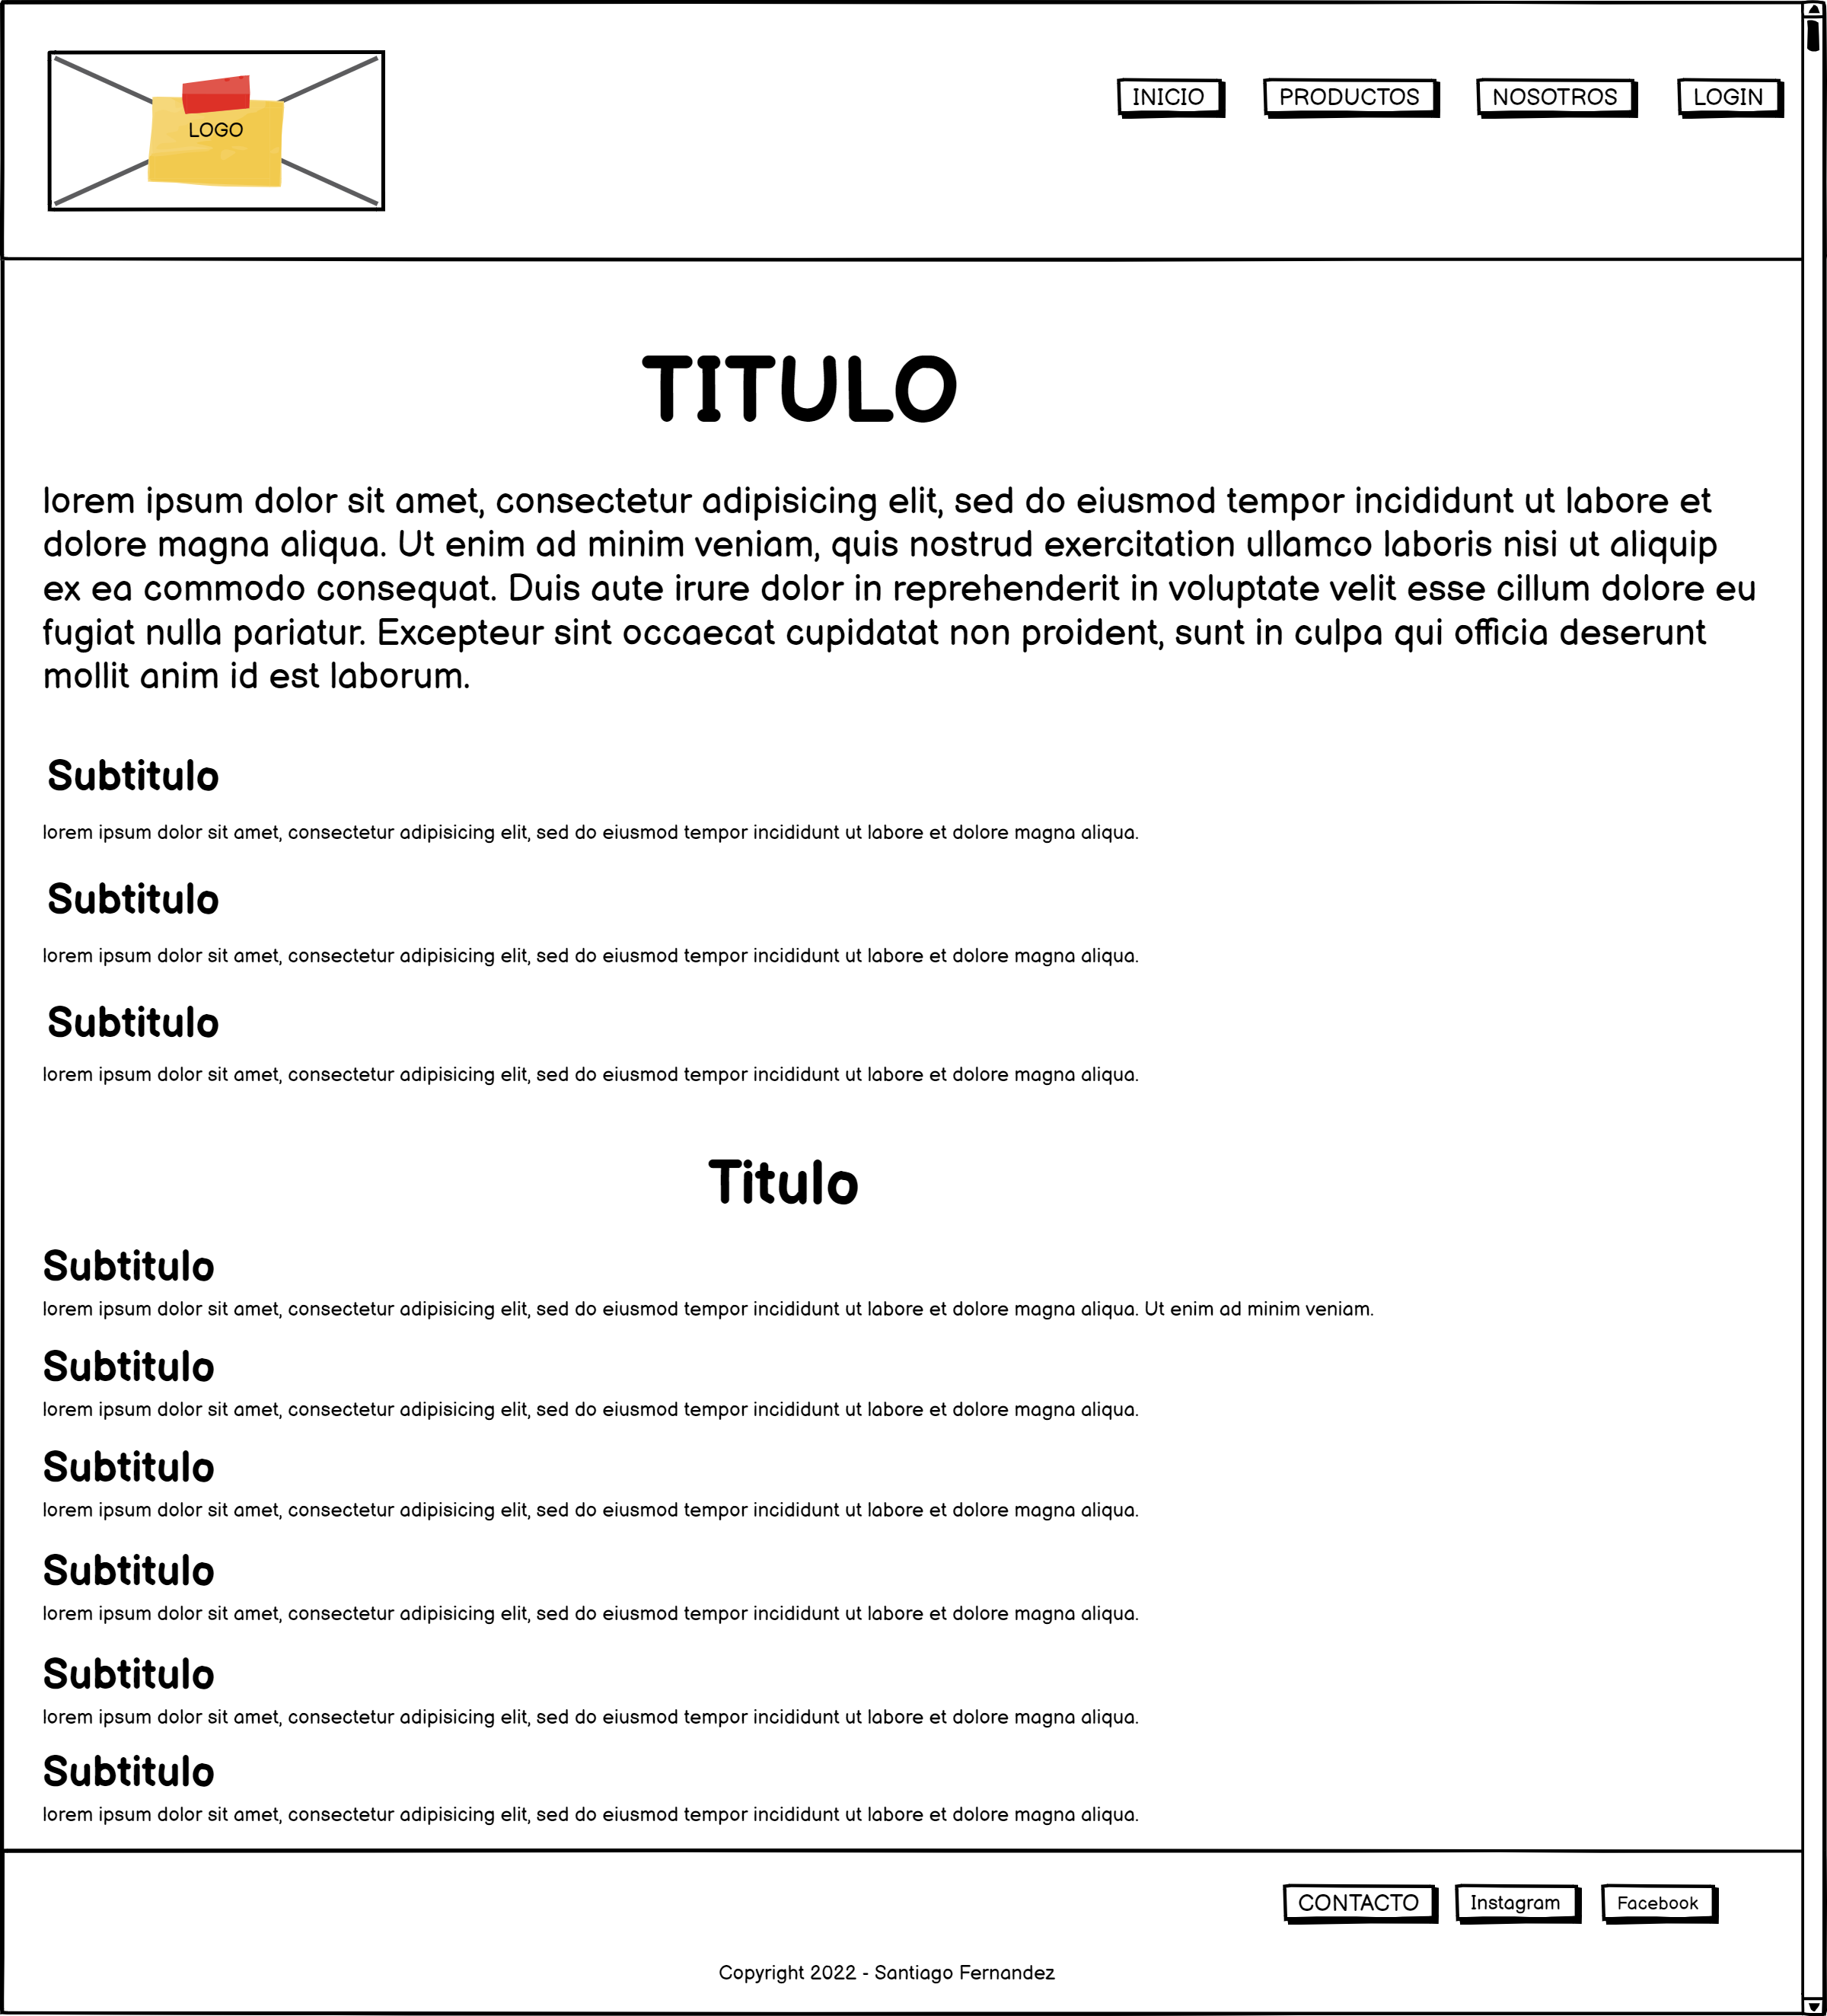 LOGO
INICIO PRODUCTOS NOSOTROS LOGIN
TITULO
lorem ipsum dolor sit amet, consectetur adipisicing elit, sed do eiusmod tempor incididunt ut labore et
dolore magna aliqua. Ut enim ad minim veniam, quis nostrud exercitation ullamco laboris nisi ut aliquip
ex ea commodo consequat. Duis aute irure dolor in reprehenderit in voluptate velit esse cillum dolore eu
fugiat nulla pariatur. Excepteur sint occaecat cupidatat non proident, sunt in culpa qui officia deserunt
mollit anim id est laborum.
Subtitulo
lorem ipsum dolor sit amet, consectetur adipisicing elit, sed do eiusmod tempor incididunt ut labore et dolore magna aliqua.
Subtitulo
lorem ipsum dolor sit amet, consectetur adipisicing elit, sed do eiusmod tempor incididunt ut labore et dolore magna aliqua.
Subtitulo
lorem ipsum dolor sit amet, consectetur adipisicing elit, sed do eiusmod tempor incididunt ut labore et dolore magna aliqua.
Titulo
Subtitulo
lorem ipsum dolor sit amet, consectetur adipisicing elit, sed do eiusmod tempor incididunt ut labore et dolore magna aliqua. Ut enim ad minim veniam.
Subtitulo
lorem ipsum dolor sit amet, consectetur adipisicing elit, sed do eiusmod tempor incididunt ut labore et dolore magna aliqua.
Subtitulo
lorem ipsum dolor sit amet, consectetur adipisicing elit, sed do eiusmod tempor incididunt ut labore et dolore magna aliqua.
Subtitulo
lorem ipsum dolor sit amet, consectetur adipisicing elit, sed do eiusmod tempor incididunt ut labore et dolore magna aliqua.
Subtitulo
lorem ipsum dolor sit amet, consectetur adipisicing elit, sed do eiusmod tempor incididunt ut labore et dolore magna aliqua.
Subtitulo
lorem ipsum dolor sit amet, consectetur adipisicing elit, sed do eiusmod tempor incididunt ut labore et dolore magna aliqua.
CONTACTO Instagram Facebook
Copyright 2022 - Santiago Fernandez